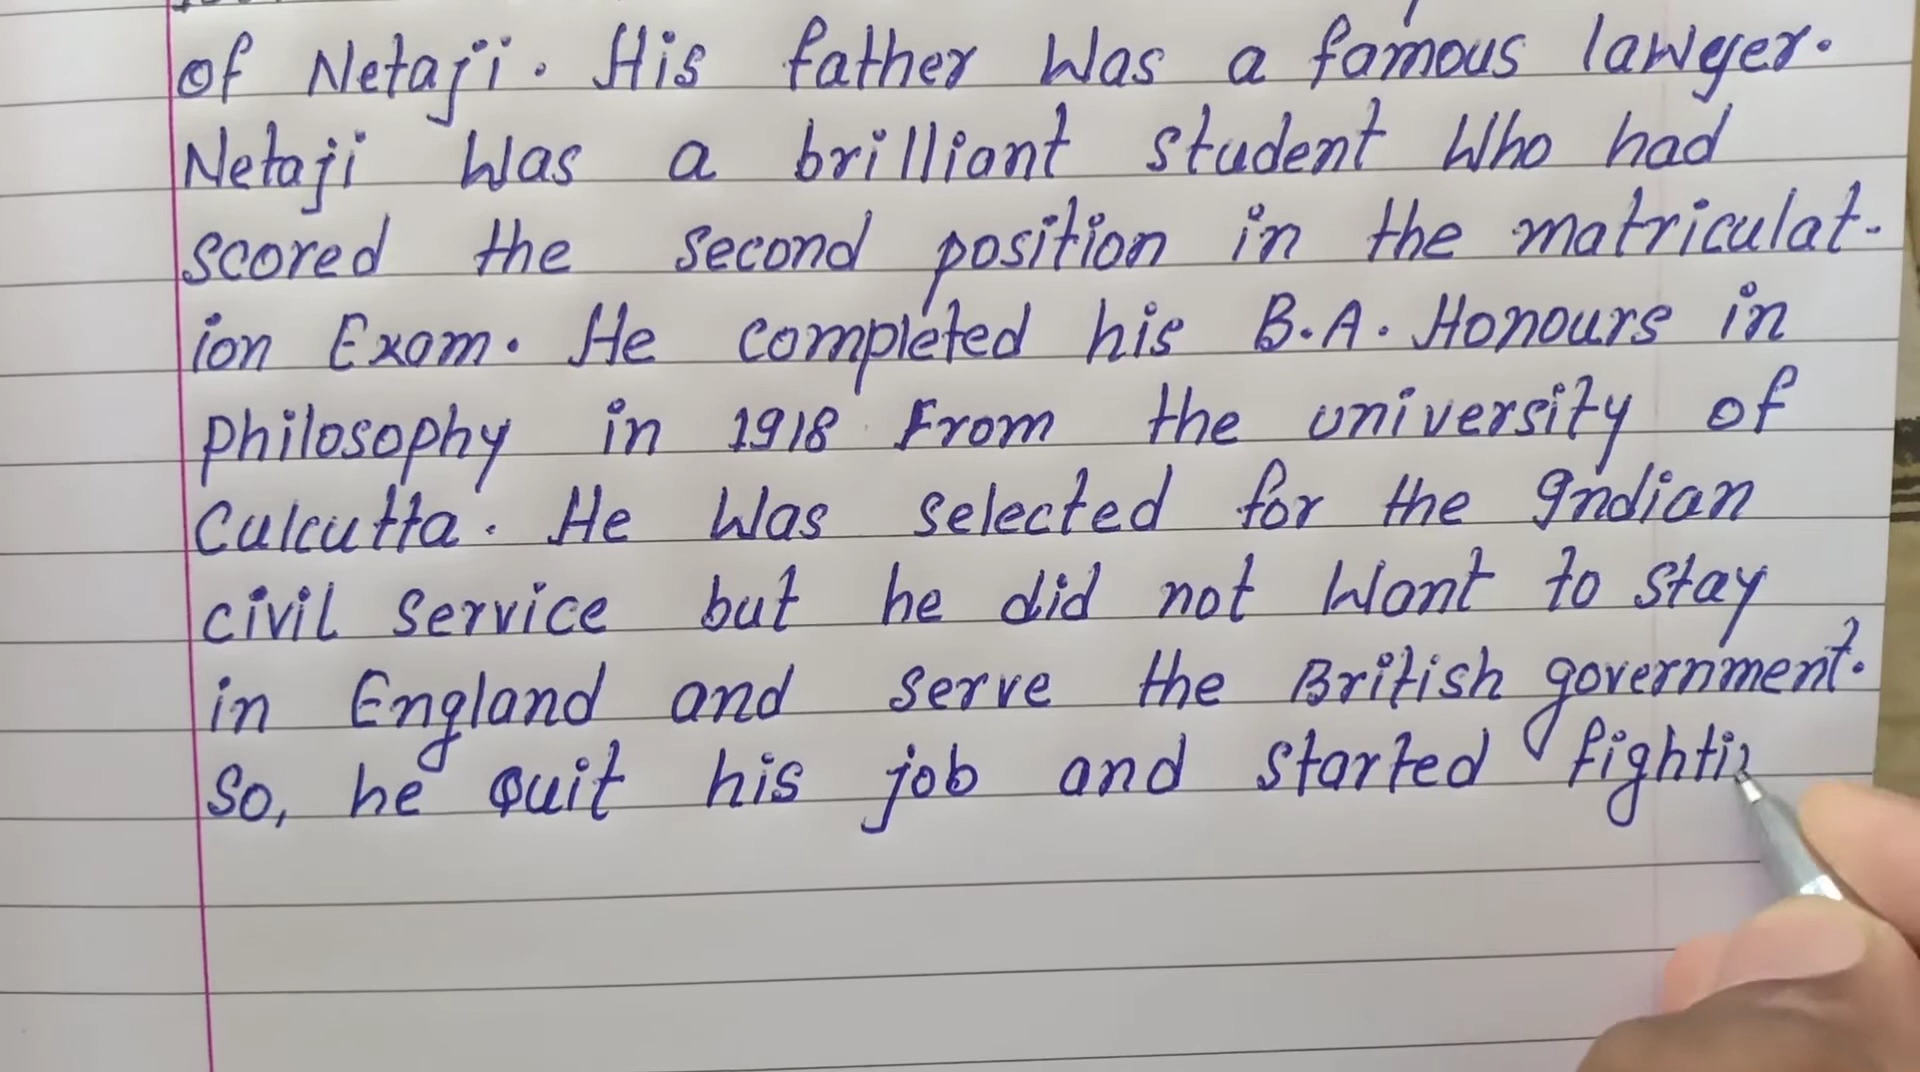 of Netaji. His father was a famous lawyer.
Netaji was a brilliant student who had
scored the second position in the matriculat-
ion Exam. He completed his B.A. Honours in
philosophy in 1918 From the university of
Culcutta. He was selected for the Indian
civil service but he did not want to stay
in England and serve the British government.
So, he quit his job and started fighti